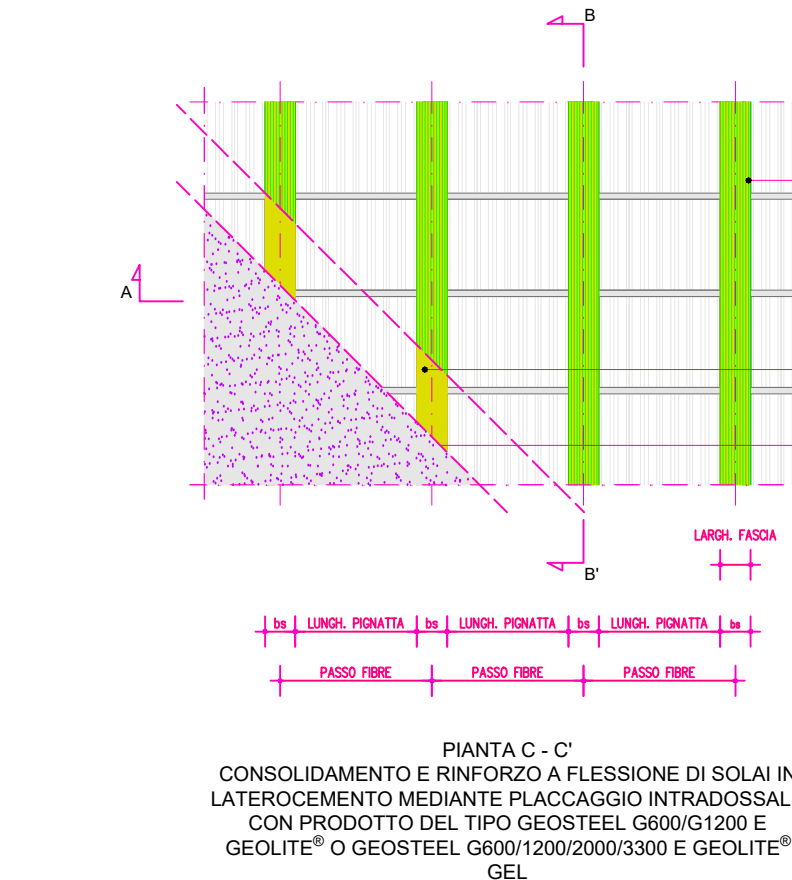 B
A
B'
LARGH. FASCIA
bs LUNGH. PIGNATTA bs LUNGH. PIGNATTA bs LUNGH. PIGNATTA bs
PASSO FIBRE PASSO FIBRE PASSO FIBRE
PIANTA C - C'
CONSOLIDAMENTO E RINFORZO A FLESSIONE DI SOLAI IN
LATEROCEMENTO MEDIANTE PLACCAGGIO INTRADOSSAL
CON PRODOTTO DEL TIPO GEOSTEEL G600/G1200 E
GEOLITE® O GEOSTEEL G600/1200/2000/3300 E GEOLITE®
GEL